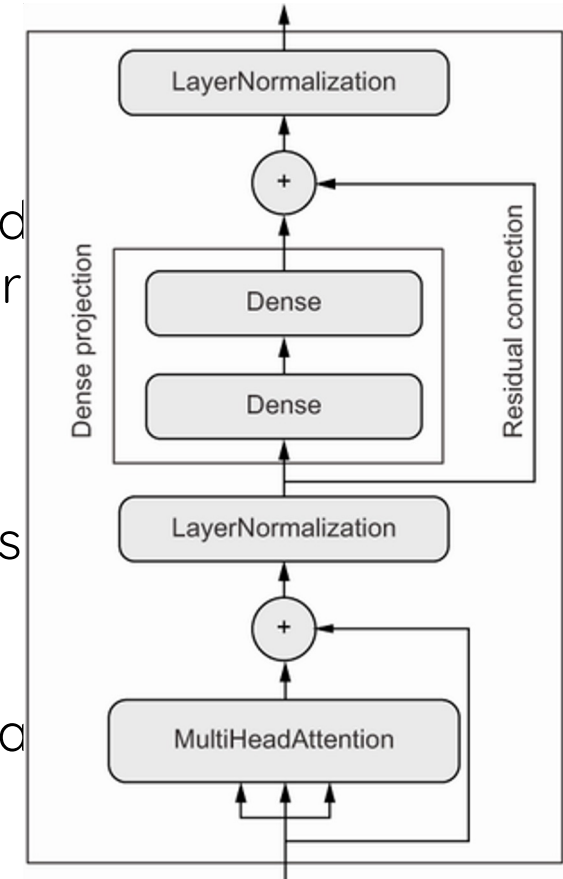 LayerNormalization
+
d
r
Dense projection
Dense
Residual connection
Dense
LayerNormalization
s
+
a
MultiHeadAttention